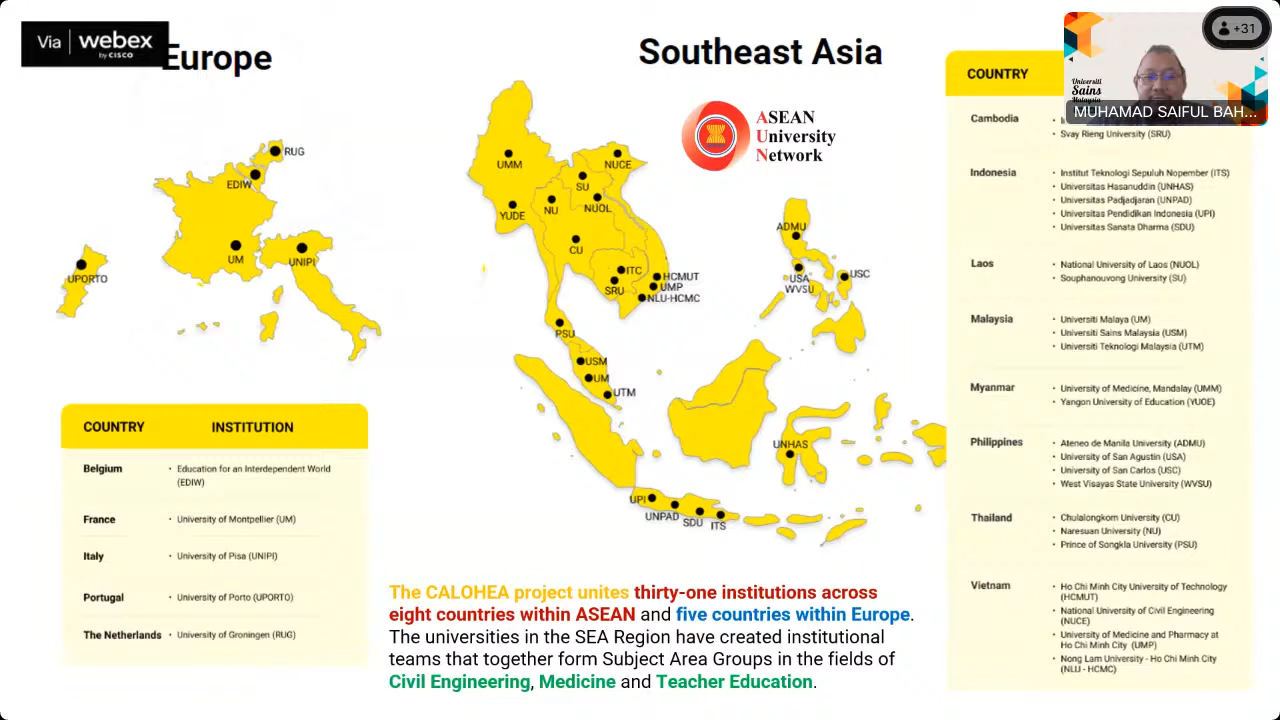 Via webex
by CISCO
Europe
Southeast Asia
+31
Universiti
Sains
Malaysia
MUHAMAD SAIFUL BAH...
ASEAN
University
Network
RUG
EDIW
UM
UNIPI
UPORTO
UMM
NUCE
SU
YUDE
NU
NUOL
CU
ITC
SRU
HCMUT
UMP
NLU-HCMC
PSU
USM
UM
UTM
ADMU
USA
WVSU
USC
UNHAS
UPI
UNPAD
SDU
ITS
COUNTRY INSTITUTION
Belgium • Education for an Interdependent World
(EDIW)
France • University of Montpellier (UM)
Italy • University of Pisa (UNIPI)
Portugal • University of Porto (UPORTO)
The Netherlands • University of Groningen (RUG)
The CALOHEA project unites thirty-one institutions across
eight countries within ASEAN and five countries within Europe.
The universities in the SEA Region have created institutional
teams that together form Subject Area Groups in the fields of
Civil Engineering, Medicine and Teacher Education.
COUNTRY
Cambodia
• Svay Rieng University (SRU)
Indonesia • Institut Teknologi Sepuluh Nopember (ITS)
• Universitas Hasanuddin (UNHAS)
• Universitas Padjadjaran (UNPAD)
• Universitas Pendidikan Indonesia (UPI)
• Universitas Sanata Dharma (SDU)
Laos • National University of Laos (NUOL)
• Souphanouvong University (SU)
Malaysia • Universiti Malaya (UM)
• Universiti Sains Malaysia (USM)
• Universiti Teknologi Malaysia (UTM)
Myanmar • University of Medicine, Mandalay (UMM)
• Yangon University of Education (YUOE)
Philippines • Ateneo de Manila University (ADMU)
• University of San Agustin (USA)
• University of San Carlos (USC)
• West Visayas State University (WVSU)
Thailand • Chulalongkorn University (CU)
• Naresuan University (NU)
• Prince of Songkla University (PSU)
Vietnam • Ho Chi Minh City University of Technology
(HCMUT)
• National University of Civil Engineering
(NUCE)
• University of Medicine and Pharmacy at
Ho Chi Minh City (UMP)
• Nong Lam University - Ho Chi Minh City
(NLU - HCMC)